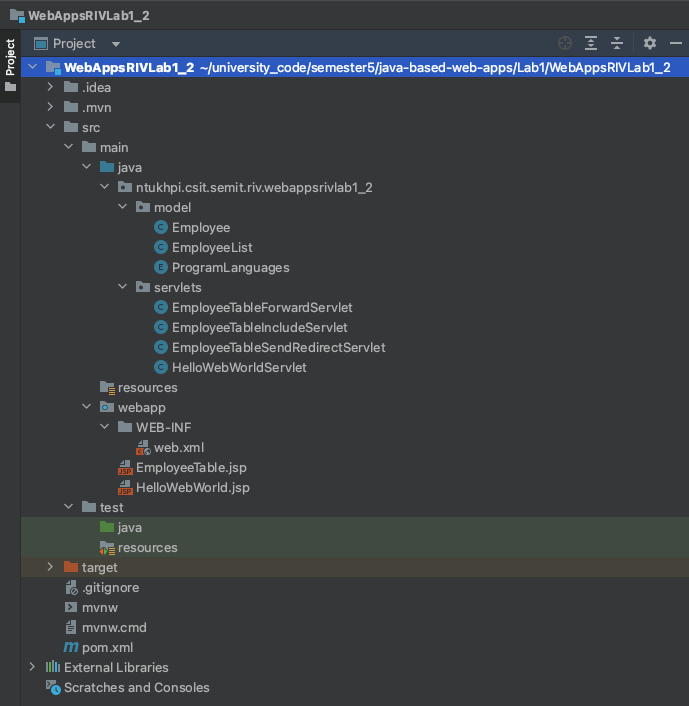 WebAppsRIVLab1_2
Project
Project
WebAppsRIVLab1_2 ~/university_code/semester5/java-based-web-apps/Lab1/WebAppsRIVLab1_2
.idea
.mvn
src
main
java
ntukhpi.csit.semit.riv.webappsrivlab1_2
model
C Employee
C EmployeeList
E ProgramLanguages
servlets
C EmployeeTableForwardServlet
C EmployeeTableIncludeServlet
C EmployeeTableSendRedirectServlet
C HelloWebWorldServlet
resources
webapp
WEB-INF
web.xml
JSP EmployeeTable.jsp
JSP HelloWebWorld.jsp
test
java
resources
target
.gitignore
mvnw
mvnw.cmd
m pom.xml
External Libraries
Scratches and Consoles